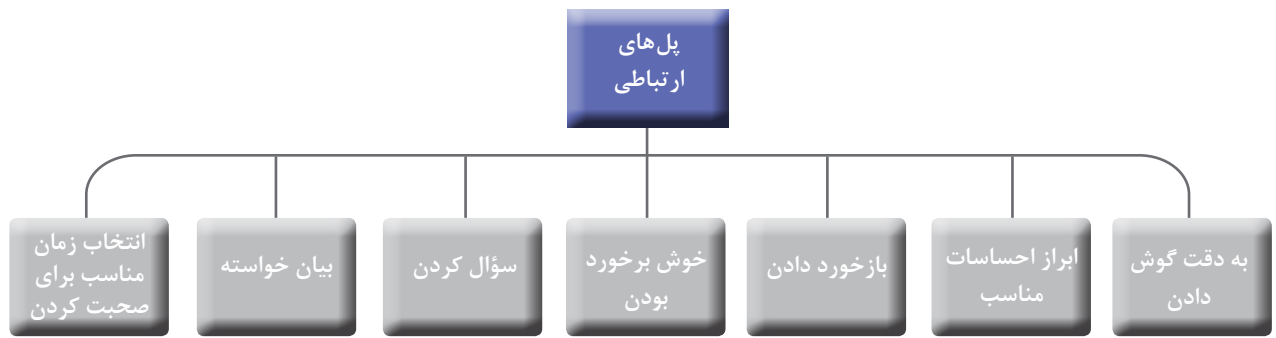 پل‌های
ارتباطی
به دقت گوش
دادن
ابراز احساسات
مناسب
بازخورد دادن
خوش برخورد
بودن
سؤال کردن
بیان خواسته
انتخاب زمان
مناسب برای
صحبت کردن